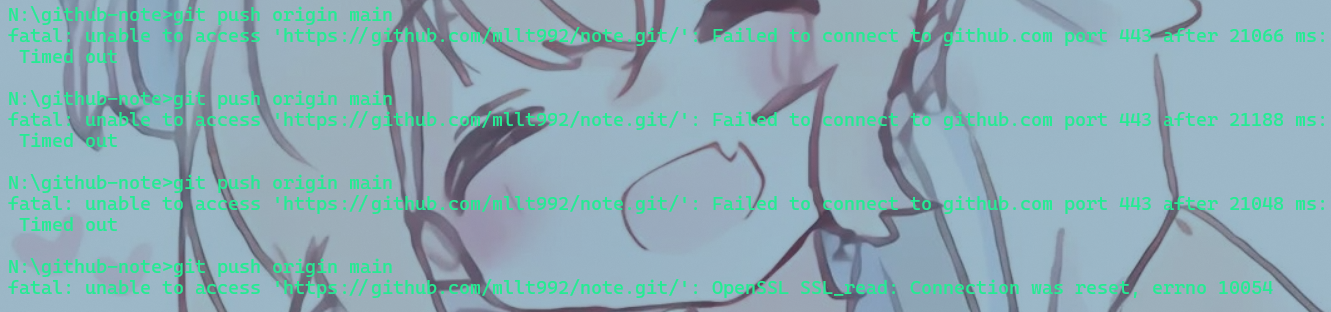 N:\github-note>git push origin main
fatal: unable to access 'https://github.com/mllt992/note.git/': Failed to connect to github.com port 443 after 21066 ms:
Timed out
N:\github-note>git push origin main
fatal: unable to access 'https://github.com/mllt992/note.git/': Failed to connect to github.com port 443 after 21188 ms:
Timed out
N:\github-note>git push origin main
fatal: unable to access 'https://github.com/mllt992/note.git/': Failed to connect to github.com port 443 after 21048 ms:
Timed out
N:\github-note>git push origin main
fatal: unable to access 'https://github.com/mllt992/note.git/': OpenSSL SSL_read: Connection was reset, errno 10054